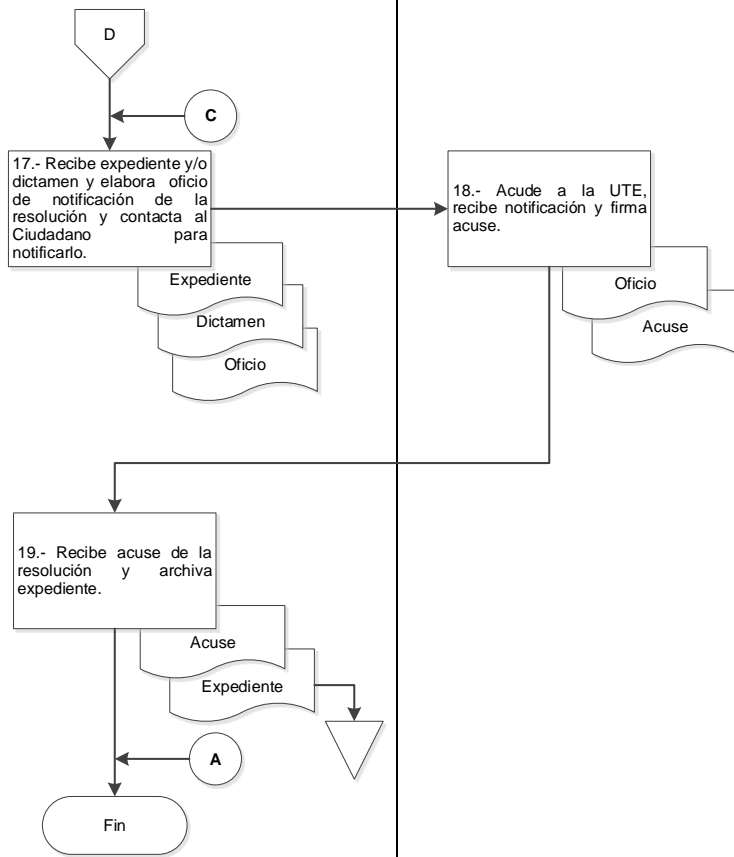 D
C
17.- Recibe expediente y/o
dictamen y elabora oficio
de notificación de la
resolución y contacta al
Ciudadano para
notificarlo.
Expediente
Dictamen
Oficio
18.- Acude a la UTE,
recibe notificación y firma
acuse.
Oficio
Acuse
19.- Recibe acuse de la
resolución y archiva
expediente.
Acuse
Expediente
A
Fin